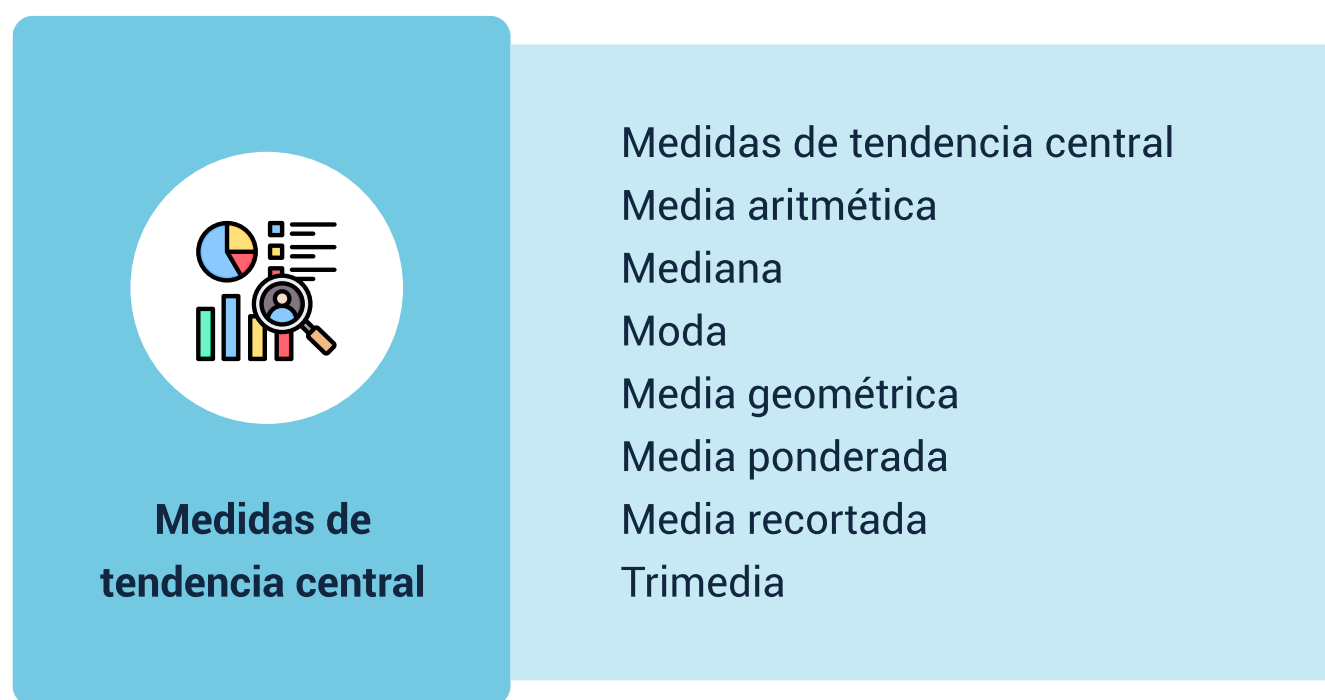 Medidas de
tendencia central
Medidas de tendencia central
Media aritmética
Mediana
Moda
Media geométrica
Media ponderada
Media recortada
Trimedia